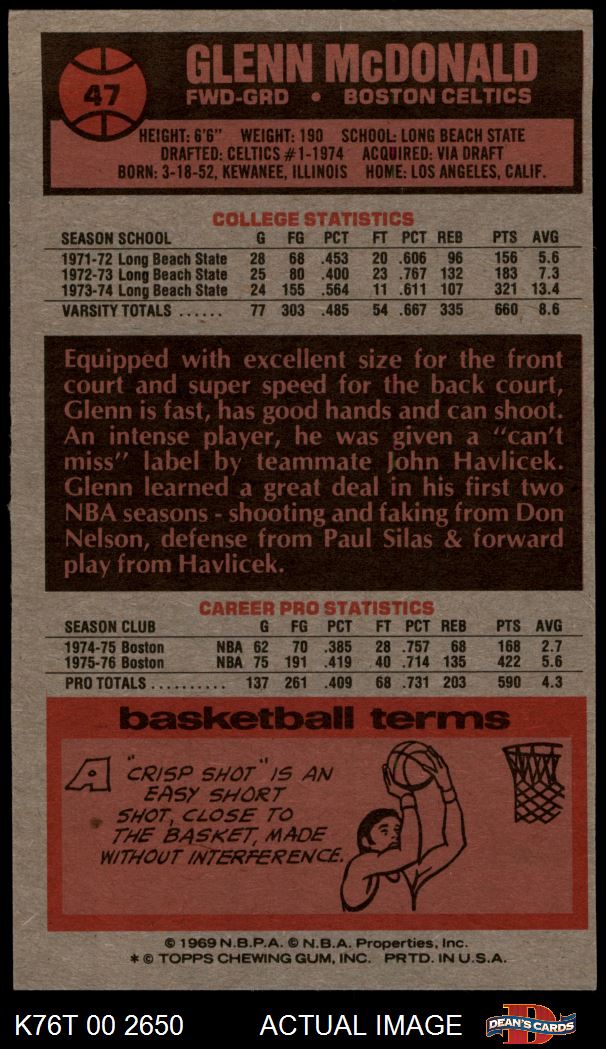 47
GLENN McDONALD
FWD-GRD • BOSTON CELTICS
HEIGHT: 6'6" WEIGHT: 190 SCHOOL: LONG BEACH STATE
DRAFTED: CELTICS #1-1974 ACQUIRED: VIA DRAFT
BORN: 3-18-52, KEWANEE, ILLINOIS HOME: LOS ANGELES, CALIF.
COLLEGE STATISTICS
SEASON SCHOOL G FG PCT FT PCT REB PTS AVG
1971-72 Long Beach State 28 68 .453 20 .606 96 156 5.6
1972-73 Long Beach State 25 80 .400 23 .767 132 183 7.3
1973-74 Long Beach State 24 155 .564 11 .611 107 321 13.4
VARSITY TOTALS ...... 77 303 .485 54 .667 335 660 8.6
Equipped with excellent size for the front
court and super speed for the back court,
Glenn is fast, has good hands and can shoot.
An intense player, he was given a "can't
miss" label by teammate John Havlicek.
Glenn learned a great deal in his first two
NBA seasons - shooting and faking from Don
Nelson, defense from Paul Silas & forward
play from Havlicek.
CAREER PRO STATISTICS
SEASON CLUB G FG PCT FT PCT REB PTS AVG
1974-75 Boston NBA 62 70 .385 28 .757 68 168 2.7
1975-76 Boston NBA 75 191 .419 40 .714 135 422 5.6
PRO TOTALS .......... 137 261 .409 68 .731 203 590 4.3
basketball terms
A "CRISP SHOT" IS AN
EASY SHORT
SHOT, CLOSE TO
THE BASKET, MADE
WITHOUT INTERFERENCE.
© 1969 N.B.P.A. © N.B.A. Properties, Inc.
* © TOPPS CHEWING GUM, INC. PRTD. IN U.S.A.
K76T 00 2650 ACTUAL IMAGE
D
DEAN'S CARDS